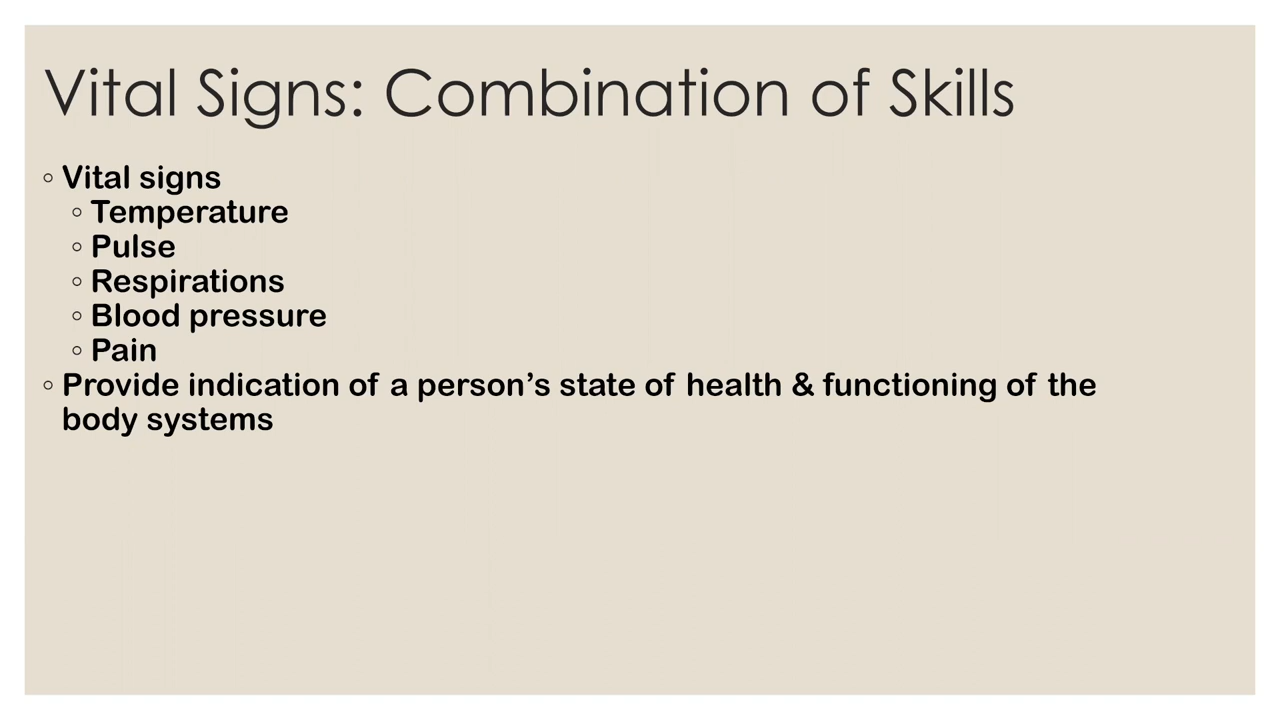 Vital Signs: Combination of Skills
◦ Vital signs
◦ Temperature
◦ Pulse
◦ Respirations
◦ Blood pressure
◦ Pain
◦ Provide indication of a person’s state of health & functioning of the
body systems